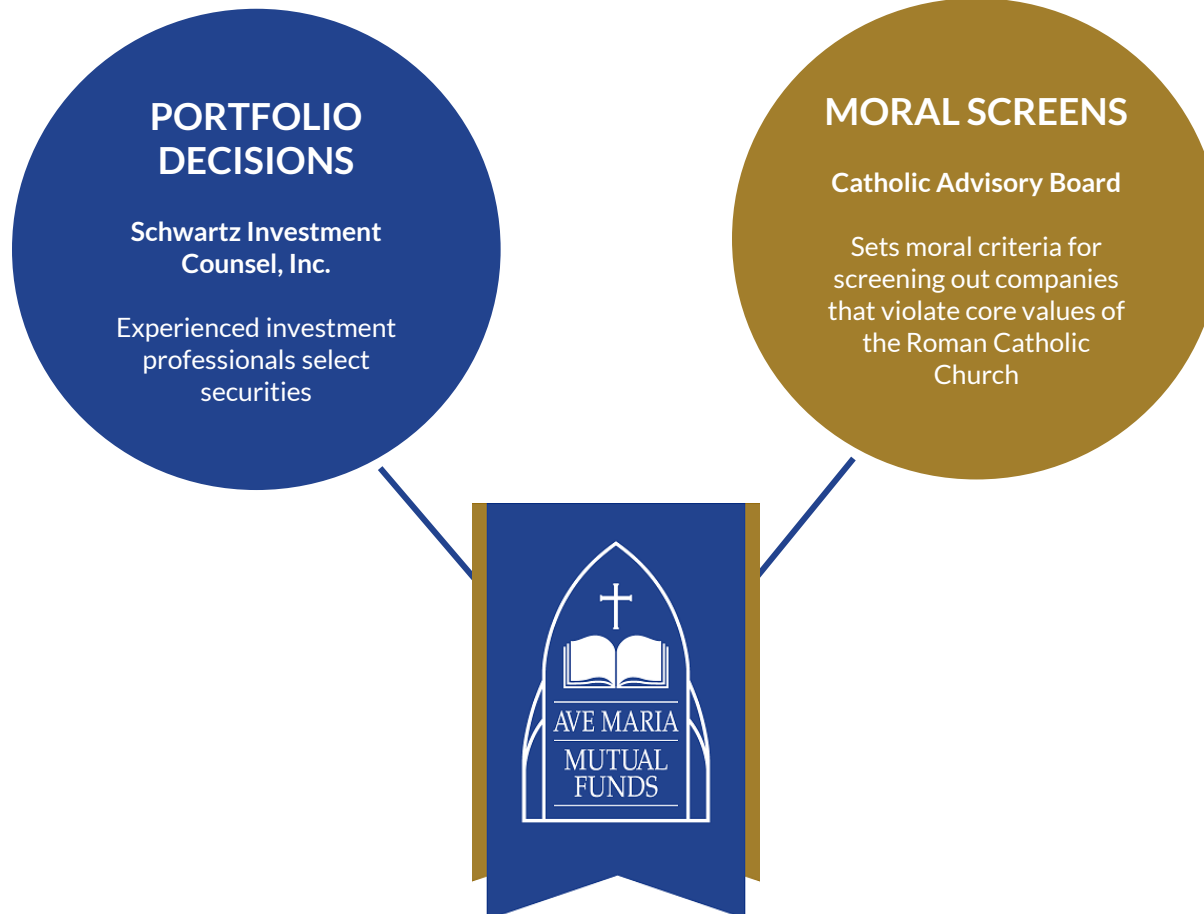 PORTFOLIO
DECISIONS
Schwartz Investment
Counsel, Inc.
Experienced investment
professionals select
securities
MORAL SCREENS
Catholic Advisory Board
Sets moral criteria for
screening out companies
that violate core values of
the Roman Catholic
Church
AVE MARIA
MUTUAL
FUNDS